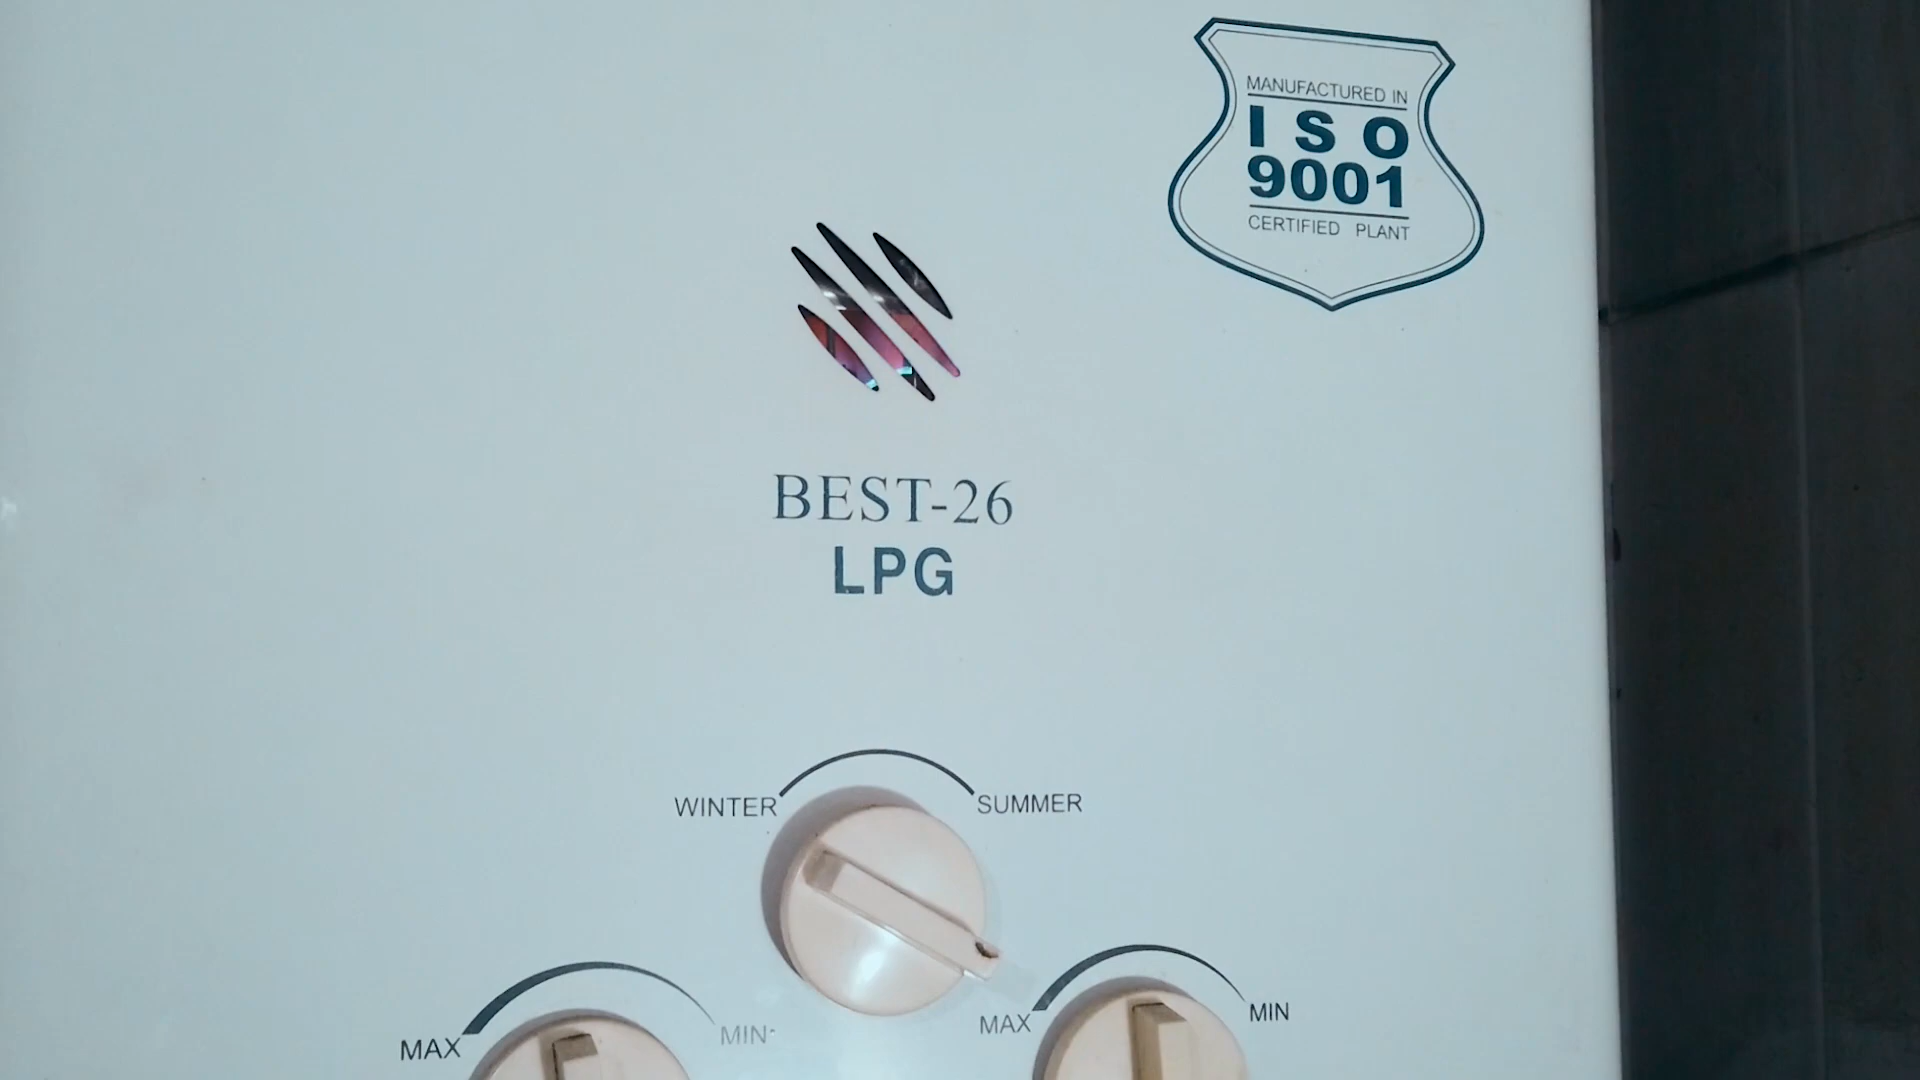 MANUFACTURED IN
ISO
9001
CERTIFIED PLANT
BEST-26
LPG
WINTER SUMMER
MAX MIN
MAX MIN